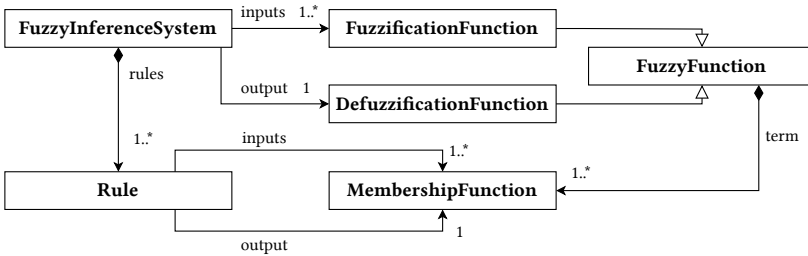 inputs 1..*
FuzzyInferenceSystem
FuzzificationFunction
FuzzyFunction
rules
output 1
DefuzzificationFunction
term
1..*
inputs
1..*
1..*
Rule
MembershipFunction
output
1